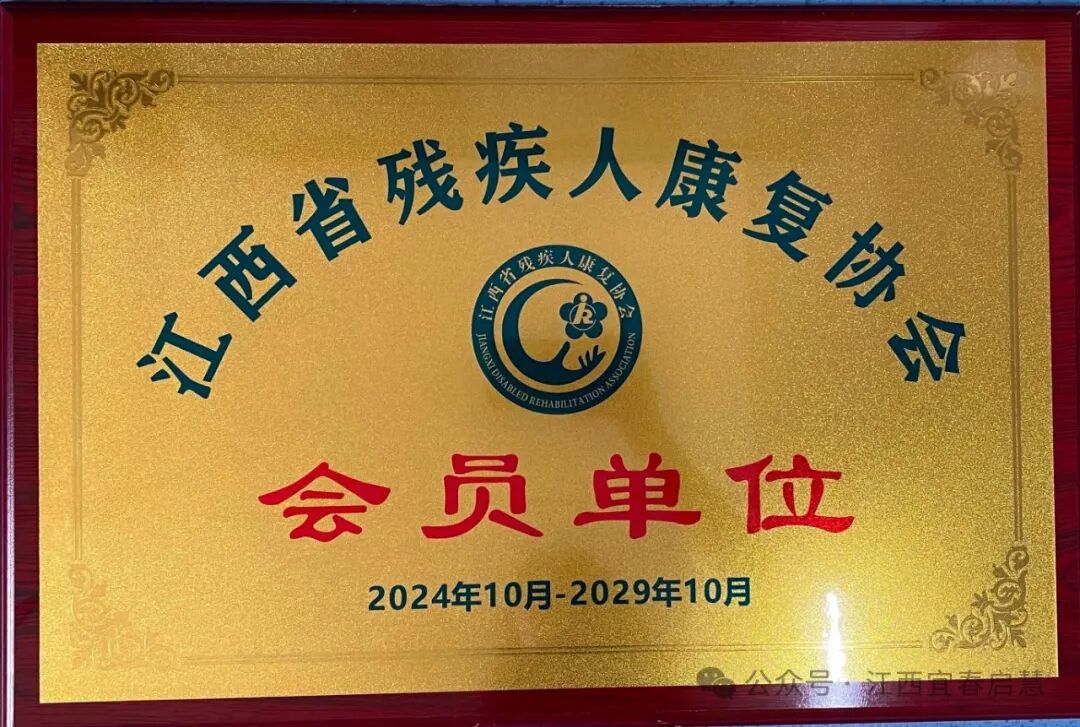 江西省残疾人康复协会
江西省残疾人康复协会
JIANGXI DISABLED REHABILITATION ASSOCIATION
R
会员单位
2024年10月-2029年10月
公众号·江西宜春启慧